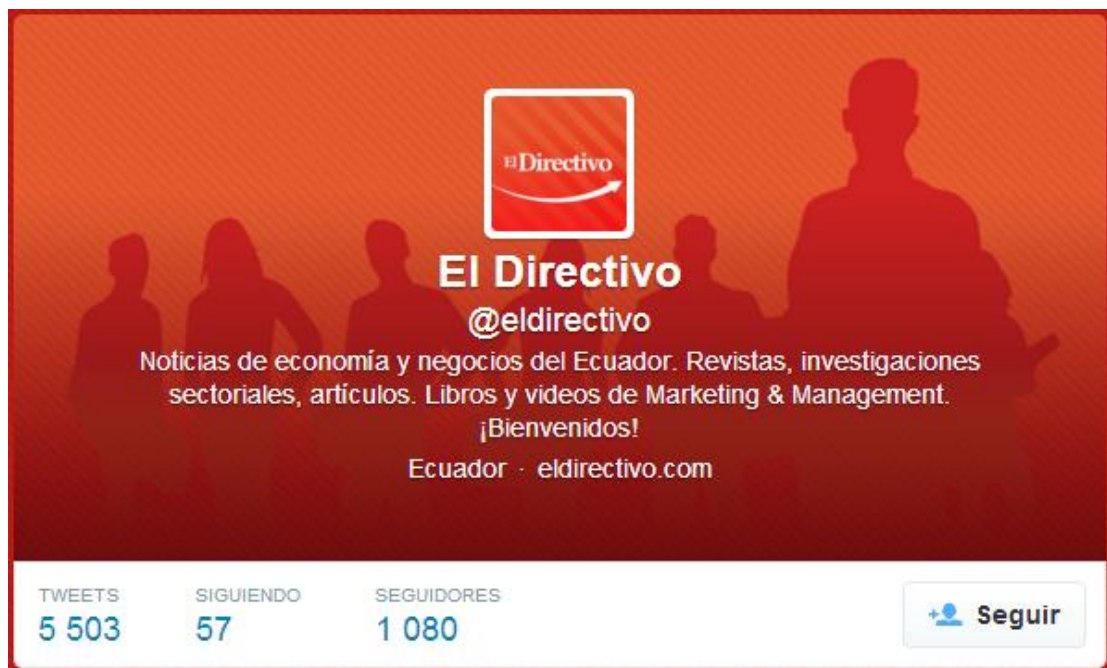 El Directivo
El Directivo
@eldirectivo
Noticias de economía y negocios del Ecuador. Revistas, investigaciones
sectoriales, artículos. Libros y videos de Marketing & Management.
¡Bienvenidos!
Ecuador · eldirectivo.com
TWEETS SIGUIENDO SEGUIDORES
5 503 57 1 080
Seguir